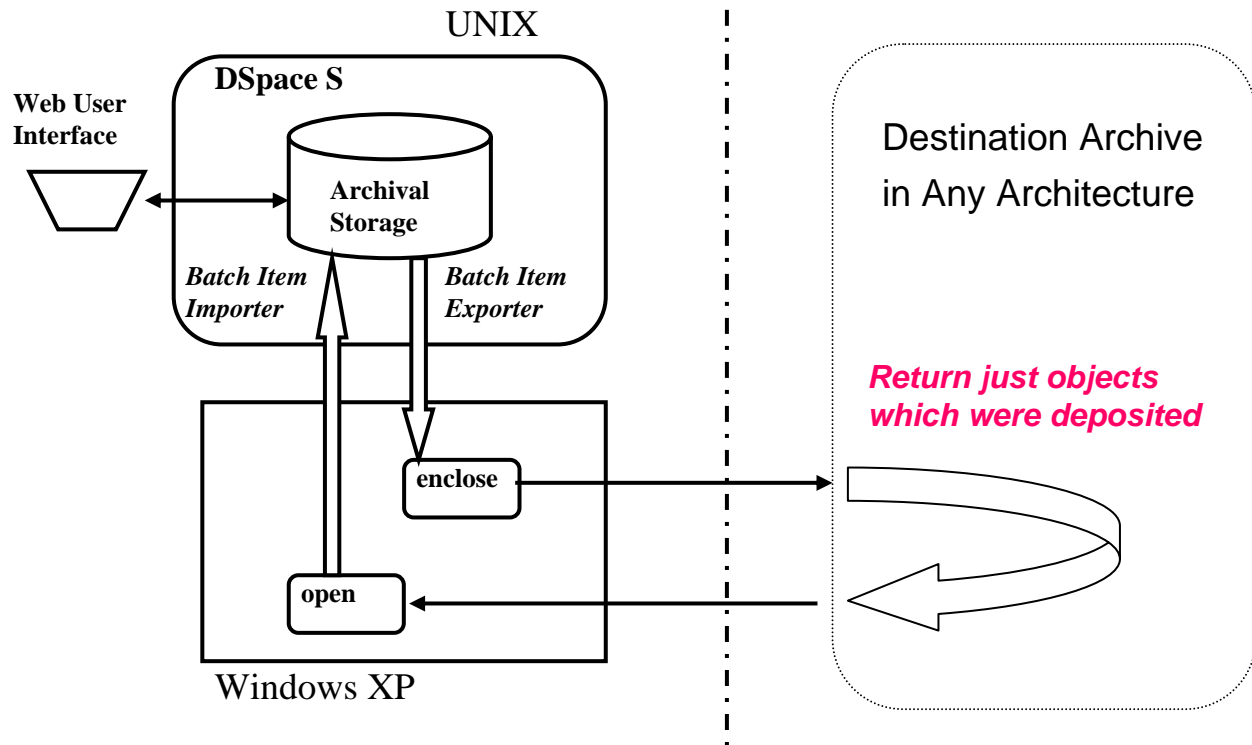 UNIX
DSpace S
Web User
Interface
Archival
Storage
Batch Item
Importer
Batch Item
Exporter
enclose
open
Windows XP
Destination Archive
in Any Architecture
Return just objects
which were deposited